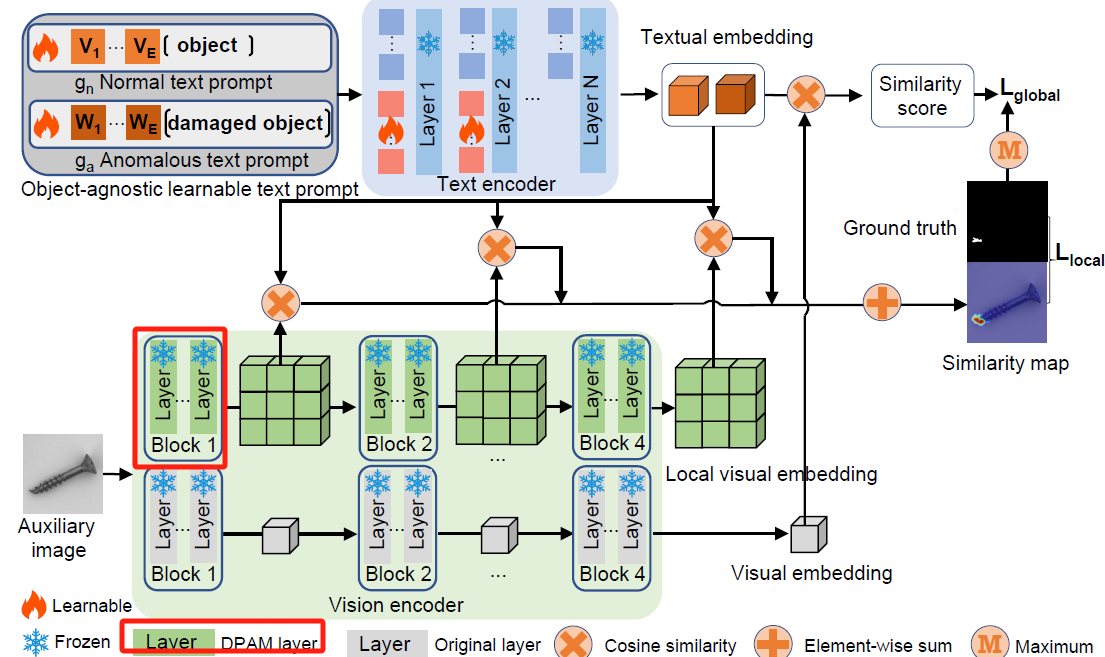 V1 ... VE [ object ]
gn Normal text prompt
W1 ... WE [damaged object]
ga Anomalous text prompt
Object-agnostic learnable text prompt
Layer 1
Layer 2
...
Layer N
Text encoder
Textual embedding
Similarity
score
Lglobal
M
Ground truth
Llocal
Similarity map
Layer ... Layer
Block 1
Layer ... Layer
Block 2
...
Layer ... Layer
Block 4
Local visual embedding
Auxiliary
image
Layer ... Layer
Block 1
Layer ... Layer
Block 2
...
Layer ... Layer
Block 4
Visual embedding
Vision encoder
Learnable
Frozen
Layer DPAM layer
Layer Original layer
Cosine similarity
Element-wise sum
M Maximum